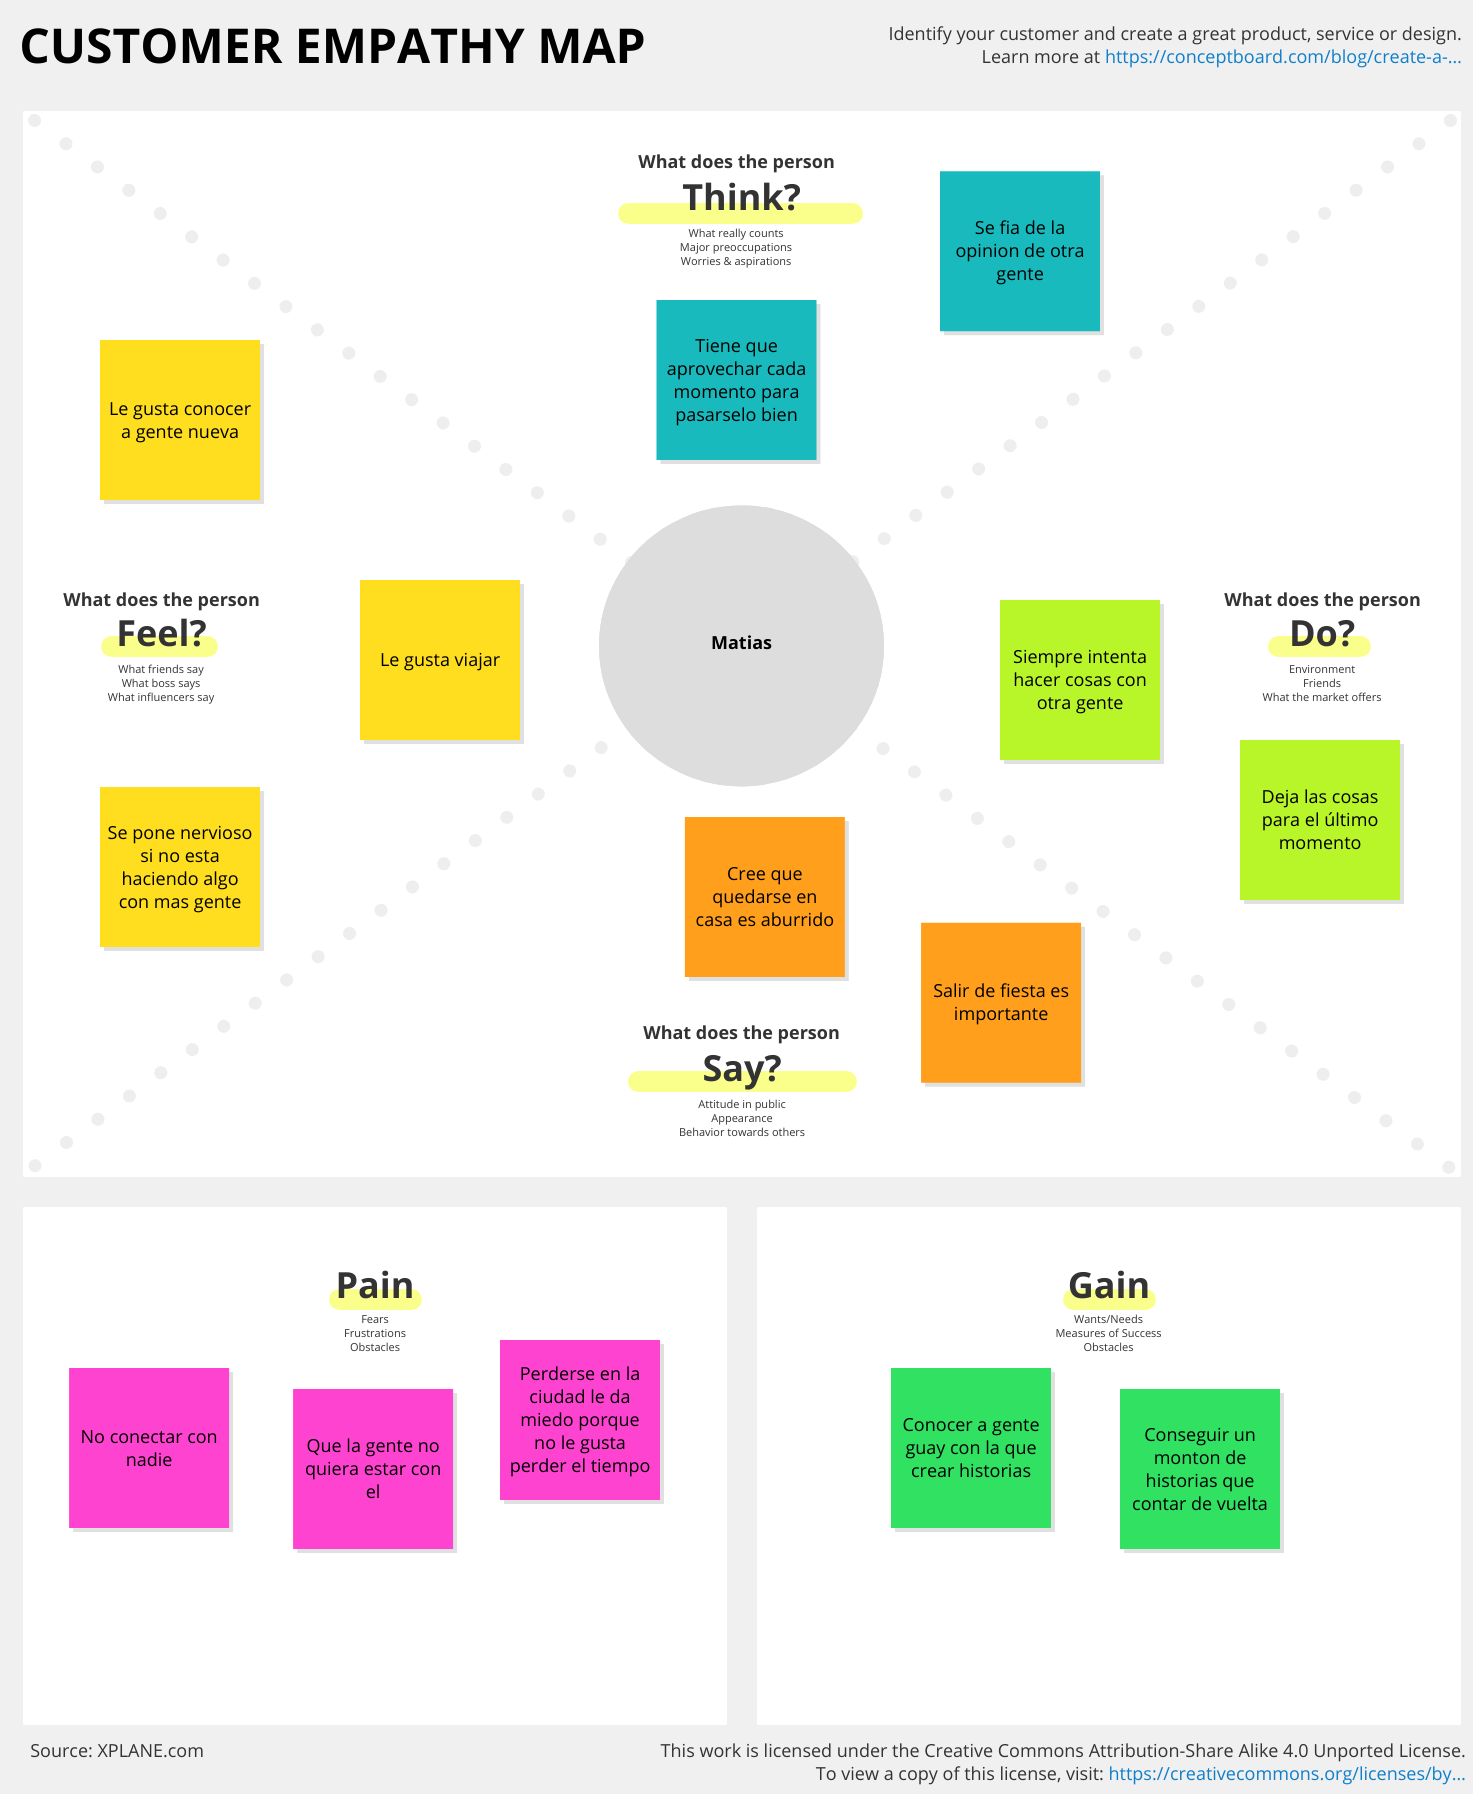 CUSTOMER EMPATHY MAP
Identify your customer and create a great product, service or design.
Learn more at https://conceptboard.com/blog/create-a-...
What does the person
Think?
What really counts
Major preoccupations
Worries & aspirations
Se fia de la
opinion de otra
gente
Tiene que
aprovechar cada
momento para
pasarselo bien
Le gusta conocer
a gente nueva
What does the person
Feel?
What friends say
What boss says
What influencers say
Le gusta viajar
Se pone nervioso
si no esta
haciendo algo
con mas gente
Matias
Siempre intenta
hacer cosas con
otra gente
What does the person
Do?
Environment
Friends
What the market offers
Deja las cosas
para el último
momento
Cree que
quedarse en
casa es aburrido
Salir de fiesta es
importante
What does the person
Say?
Attitude in public
Appearance
Behavior towards others
Pain
Fears
Frustrations
Obstacles
No conectar con
nadie
Que la gente no
quiera estar con
el
Perderse en la
ciudad le da
miedo porque
no le gusta
perder el tiempo
Gain
Wants/Needs
Measures of Success
Obstacles
Conocer a gente
guay con la que
crear historias
Conseguir un
monton de
historias que
contar de vuelta
Source: XPLANE.com
This work is licensed under the Creative Commons Attribution-Share Alike 4.0 Unported License.
To view a copy of this license, visit: https://creativecommons.org/licenses/by...